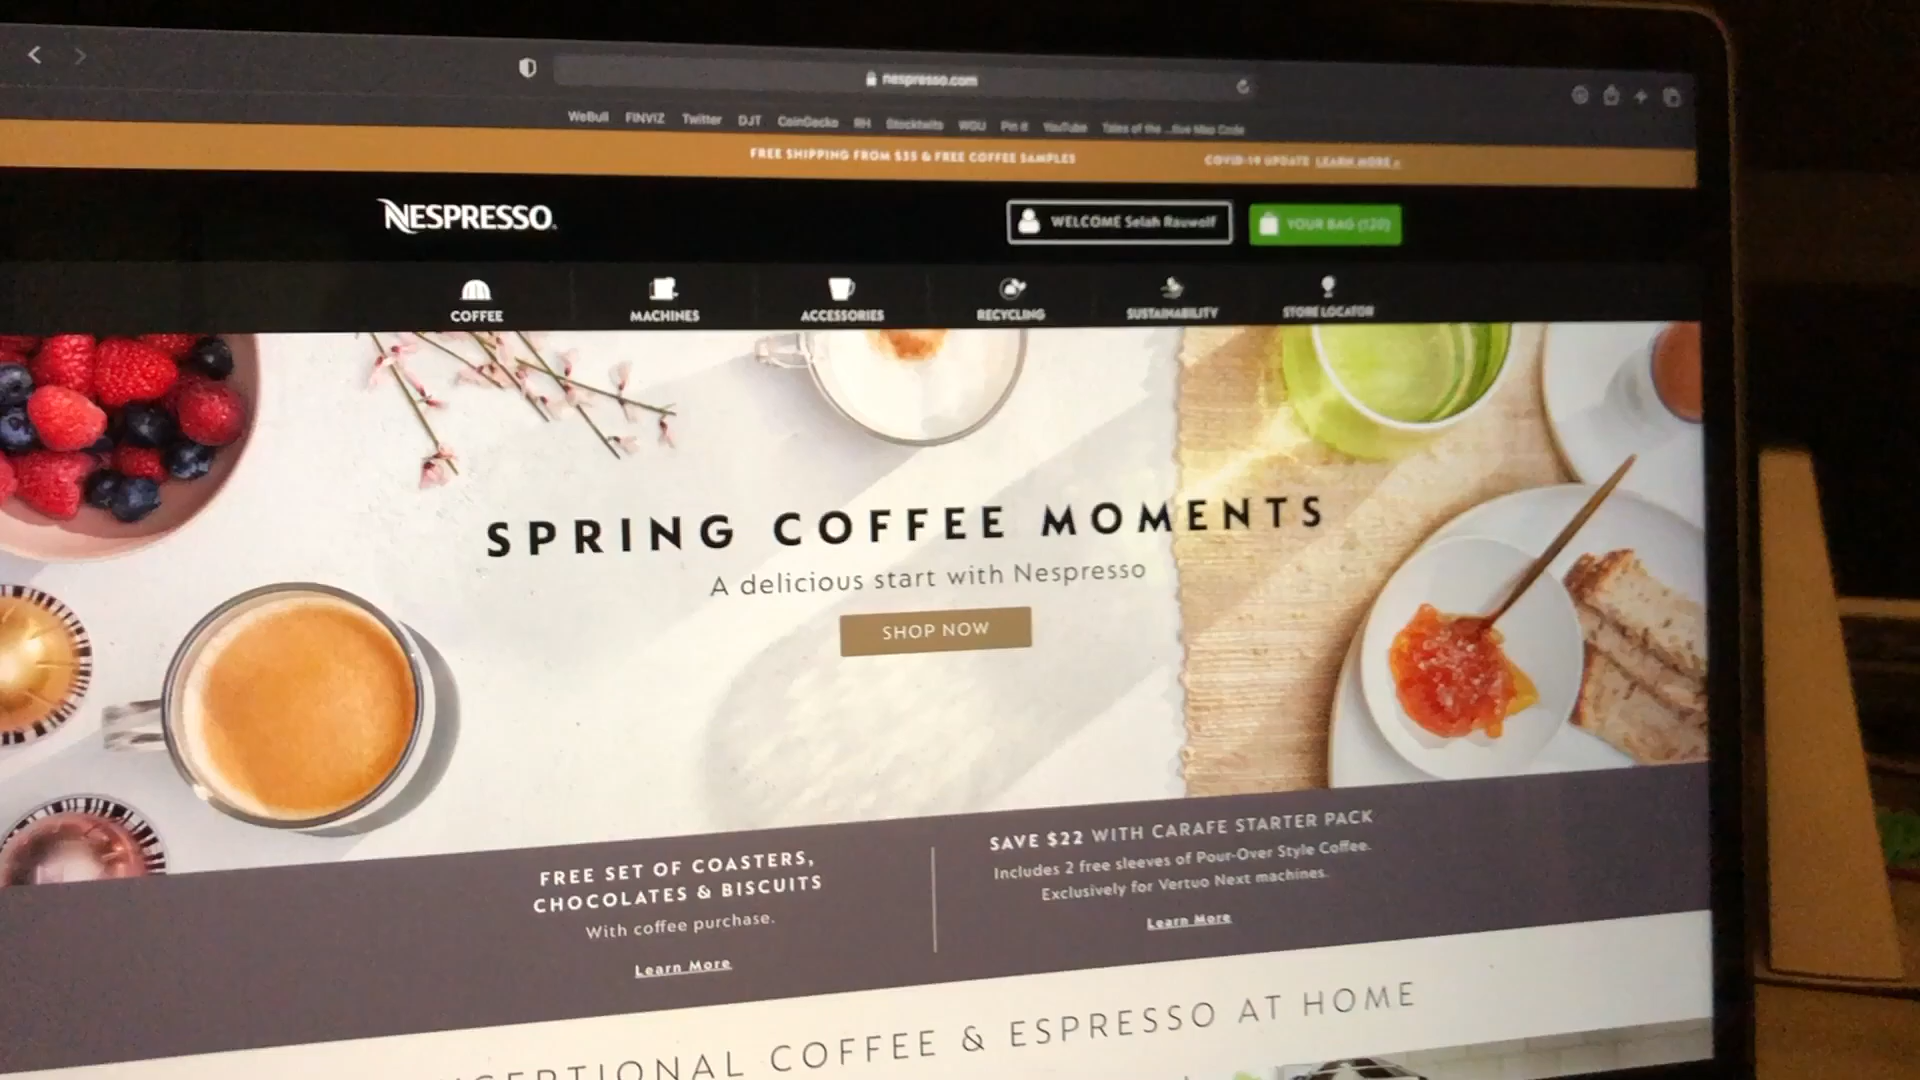 nespresso.com
WeBull FINVIZ Twitter DJT CoinGecko RH Stocktwits WGU Pin it YouTube Tales of the ...tive Map Code
FREE SHIPPING FROM $35 & FREE COFFEE SAMPLES
COVID-19 UPDATE LEARN MORE >
NESPRESSO.
WELCOME Selah Rauwolf
YOUR BAG (120)
COFFEE MACHINES ACCESSORIES RECYCLING SUSTAINABILITY STORE LOCATOR
SPRING COFFEE MOMENTS
A delicious start with Nespresso
SHOP NOW
FREE SET OF COASTERS,
CHOCOLATES & BISCUITS
With coffee purchase.
Learn More
SAVE $22 WITH CARAFE STARTER PACK
Includes 2 free sleeves of Pour-Over Style Coffee.
Exclusively for Vertuo Next machines.
Learn More
CEPTIONAL COFFEE & ESPRESSO AT HOME